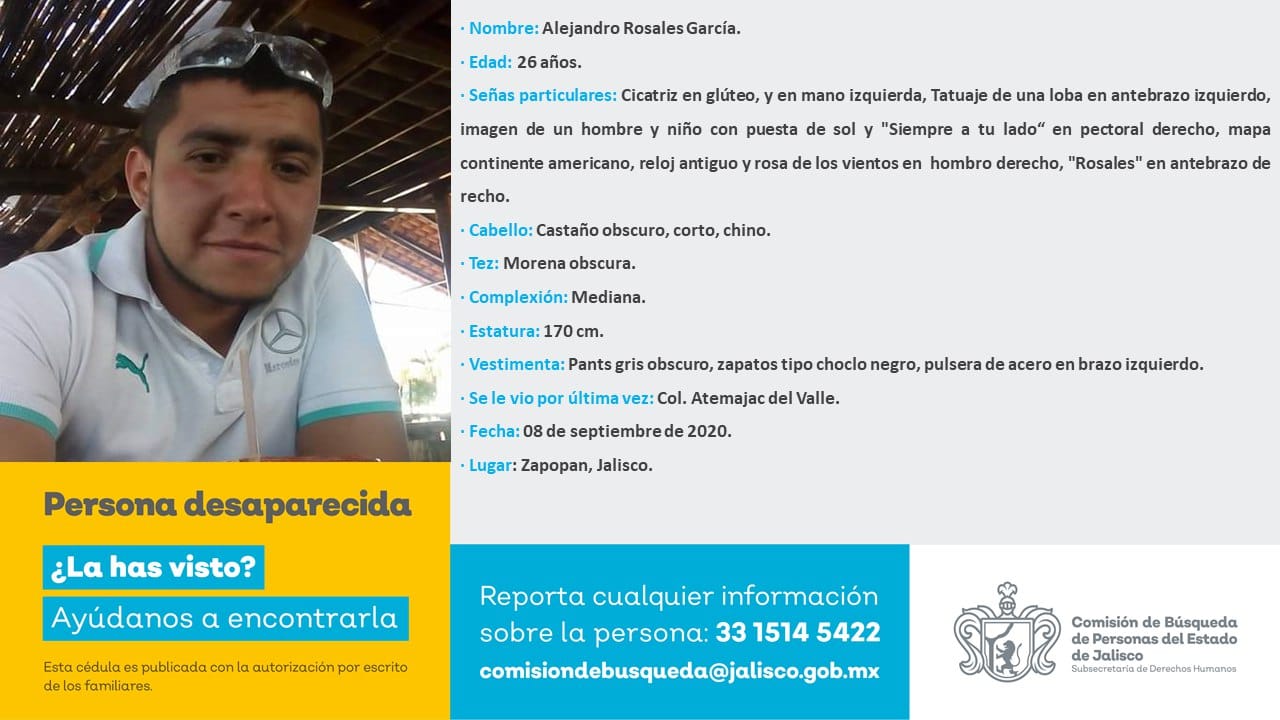 · Nombre: Alejandro Rosales García.
· Edad: 26 años.
· Señas particulares: Cicatriz en glúteo, y en mano izquierda, Tatuaje de una loba en antebrazo izquierdo,
imagen de un hombre y niño con puesta de sol y "Siempre a tu lado“ en pectoral derecho, mapa
continente americano, reloj antiguo y rosa de los vientos en hombro derecho, "Rosales" en antebrazo de
recho.
· Cabello: Castaño obscuro, corto, chino.
· Tez: Morena obscura.
· Complexión: Mediana.
· Estatura: 170 cm.
· Vestimenta: Pants gris obscuro, zapatos tipo choclo negro, pulsera de acero en brazo izquierdo.
· Se le vio por última vez: Col. Atemajac del Valle.
· Fecha: 08 de septiembre de 2020.
· Lugar: Zapopan, Jalisco.
Mercedes
Persona desaparecida
¿La has visto?
Ayúdanos a encontrarla
Esta cédula es publicada con la autorización por escrito
de los familiares.
Reporta cualquier información
sobre la persona: 33 1514 5422
comisiondebusqueda@jalisco.gob.mx
Comisión de Búsqueda
de Personas del Estado
de Jalisco
Subsecretaría de Derechos Humanos